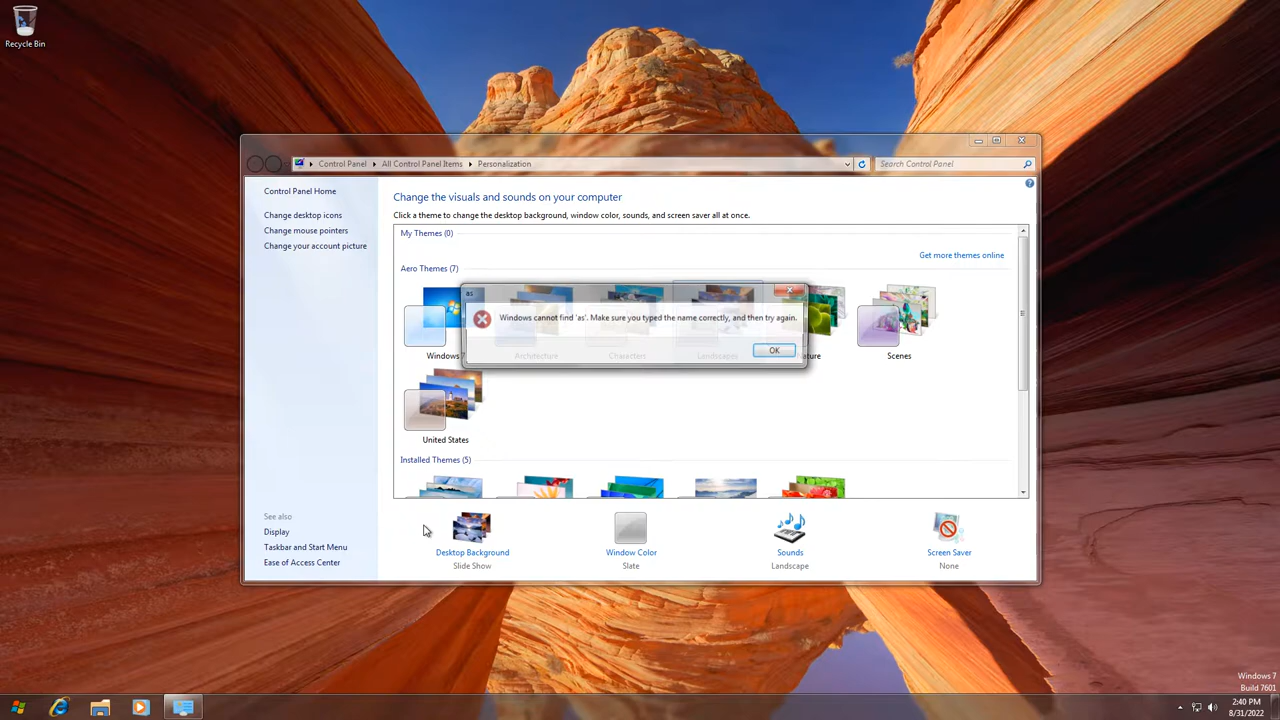 Recycle Bin
Control Panel
All Control Panel Items
Personalization
Search Control Panel
Control Panel Home
Change desktop icons
Change mouse pointers
Change your account picture
Change the visuals and sounds on your computer
Click a theme to change the desktop background, window color, sounds, and screen saver all at once.
My Themes (0)
Get more themes online
Aero Themes (7)
as
Windows cannot find 'as'. Make sure you typed the name correctly, and then try again.
OK
Windows 7
Architecture
Characters
Landscapes
Scenes
United States
Installed Themes (5)
See also
Display
Taskbar and Start Menu
Ease of Access Center
Desktop Background
Slide Show
Window Color
Slate
Sounds
Landscape
Screen Saver
None
Windows 7
Build 7601
2:40 PM
8/31/2022